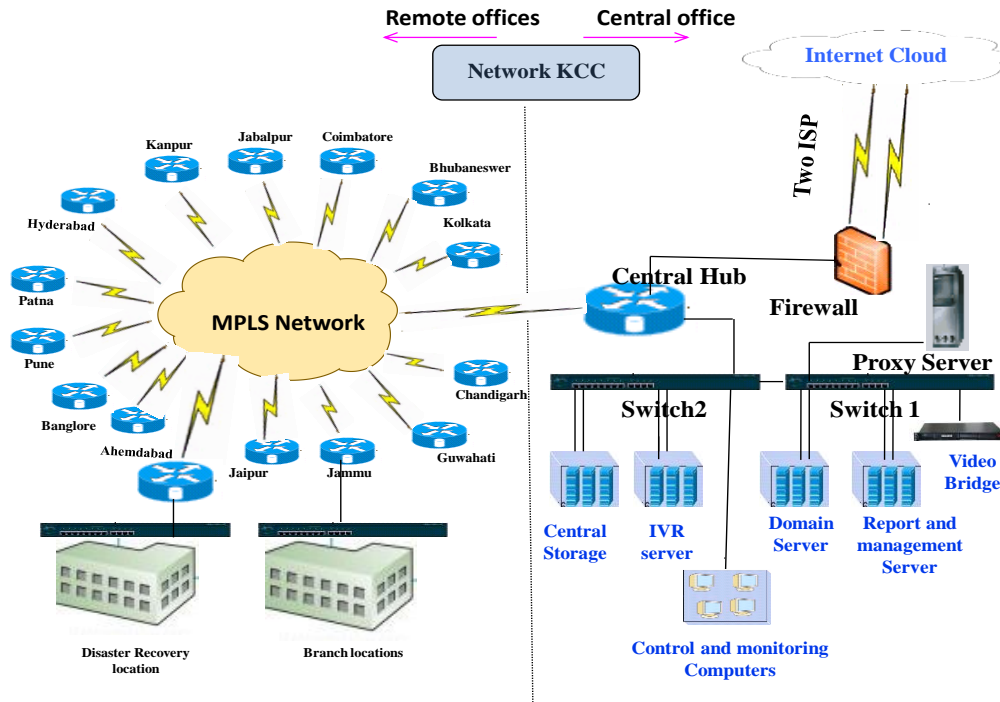 Remote offices
Central office
Network KCC
Internet Cloud
Two ISP
Kanpur
Jabalpur
Coimbatore
Bhubaneswer
Hyderabad
Kolkata
Patna
MPLS Network
Central Hub
Firewall
Pune
Proxy Server
Chandigarh
Banglore
Switch2
Switch 1
Ahemdabad
Guwahati
Jaipur
Jammu
Video
Bridge
Central
Storage
IVR
server
Domain
Server
Report and
management
Server
Disaster Recovery
location
Branch locations
Control and monitoring
Computers